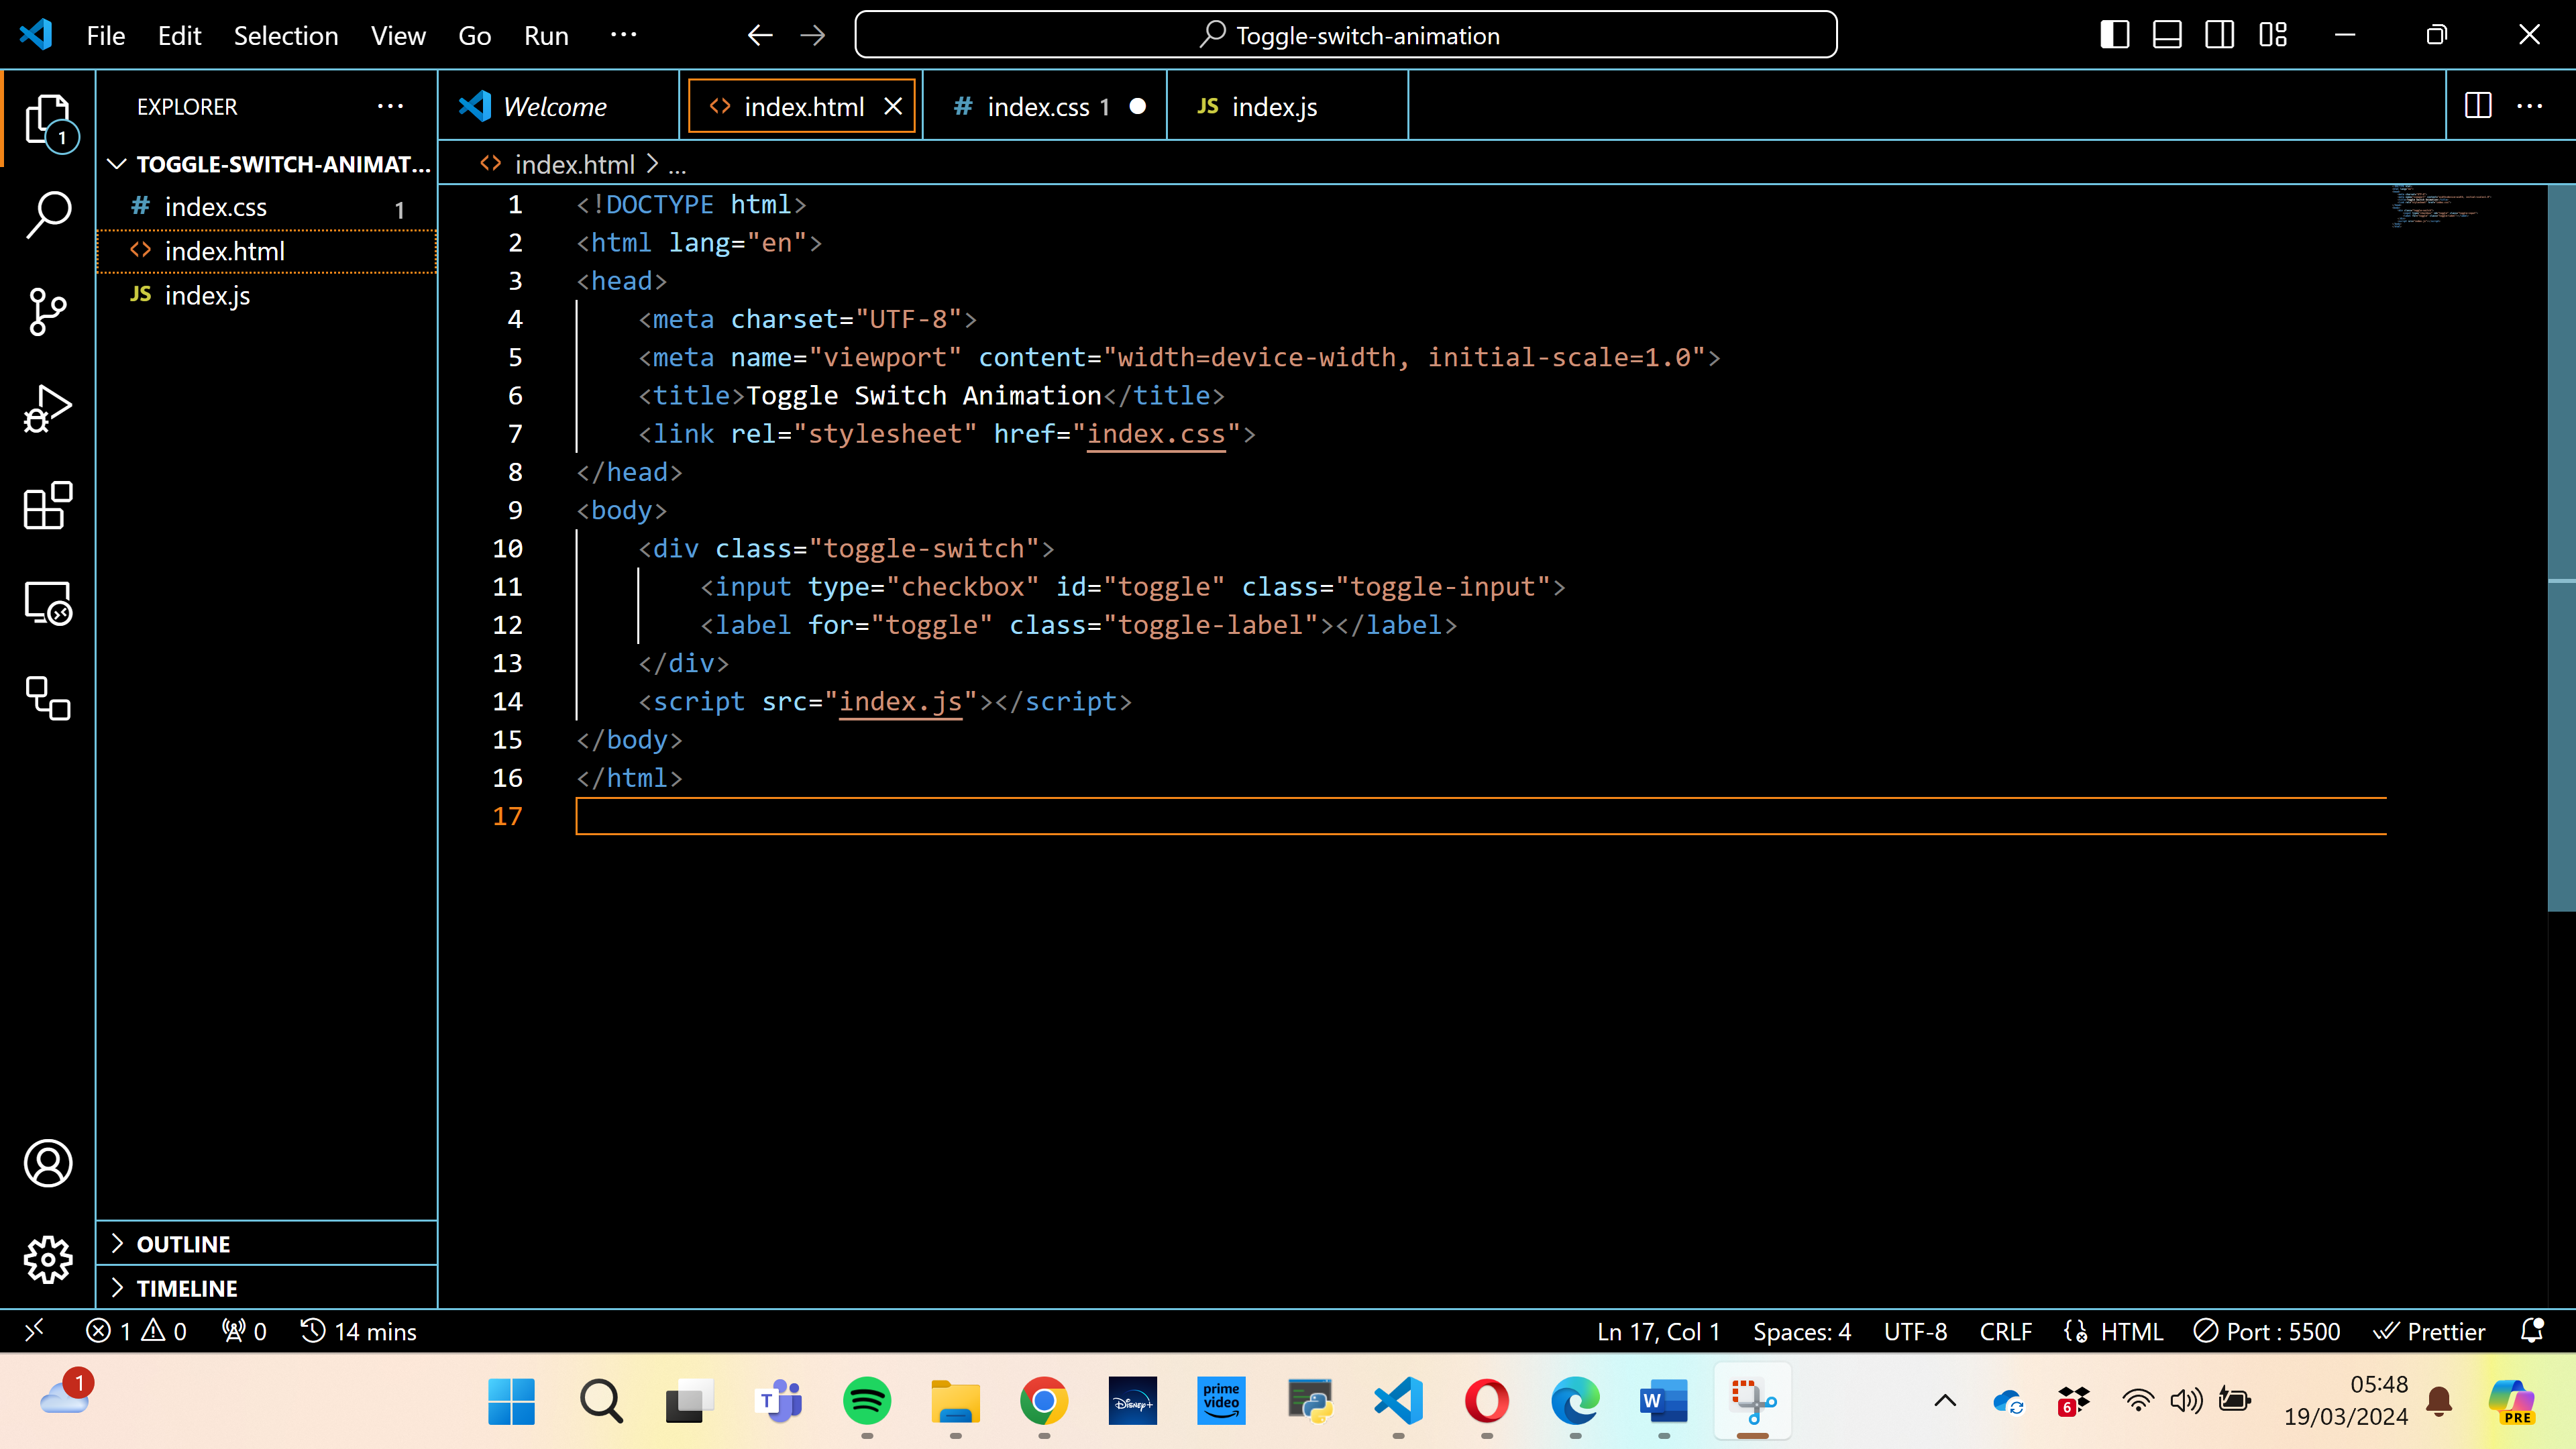 File Edit Selection View Go Run ··· Toggle-switch-animation
EXPLORER ···
Welcome index.html index.css 1 JS index.js ···
1
TOGGLE-SWITCH-ANIMAT...
# index.css 1
<> index.html
JS index.js
<> index.html > ...
1 <!DOCTYPE html>
2 <html lang="en">
3 <head>
4 <meta charset="UTF-8">
5 <meta name="viewport" content="width=device-width, initial-scale=1.0">
6 <title>Toggle Switch Animation</title>
7 <link rel="stylesheet" href="index.css">
8 </head>
9 <body>
10 <div class="toggle-switch">
11 <input type="checkbox" id="toggle" class="toggle-input">
12 <label for="toggle" class="toggle-label"></label>
13 </div>
14 <script src="index.js"></script>
15 </body>
16 </html>
17
OUTLINE
TIMELINE
1 0 0 14 mins Ln 17, Col 1 Spaces: 4 UTF-8 CRLF HTML Port : 5500 Prettier
1 T Disney+ prime video W 6 05:48 PRE
19/03/2024